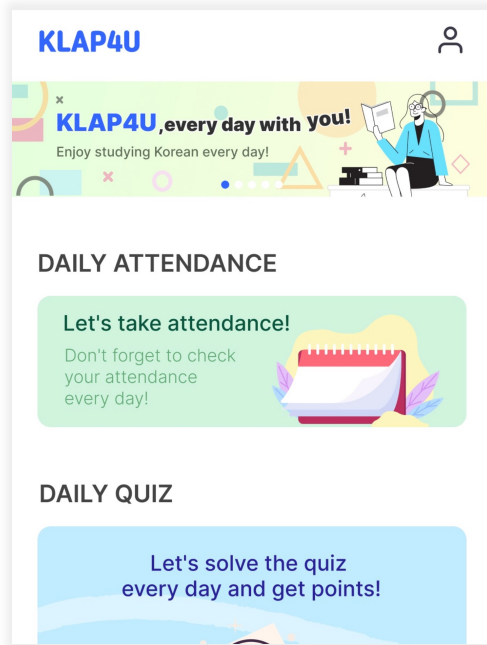 KLAP4U
KLAP4U,every day with you!
Enjoy studying Korean every day!
DAILY ATTENDANCE
Let's take attendance!
Don't forget to check
your attendance
every day!
DAILY QUIZ
Let's solve the quiz
every day and get points!